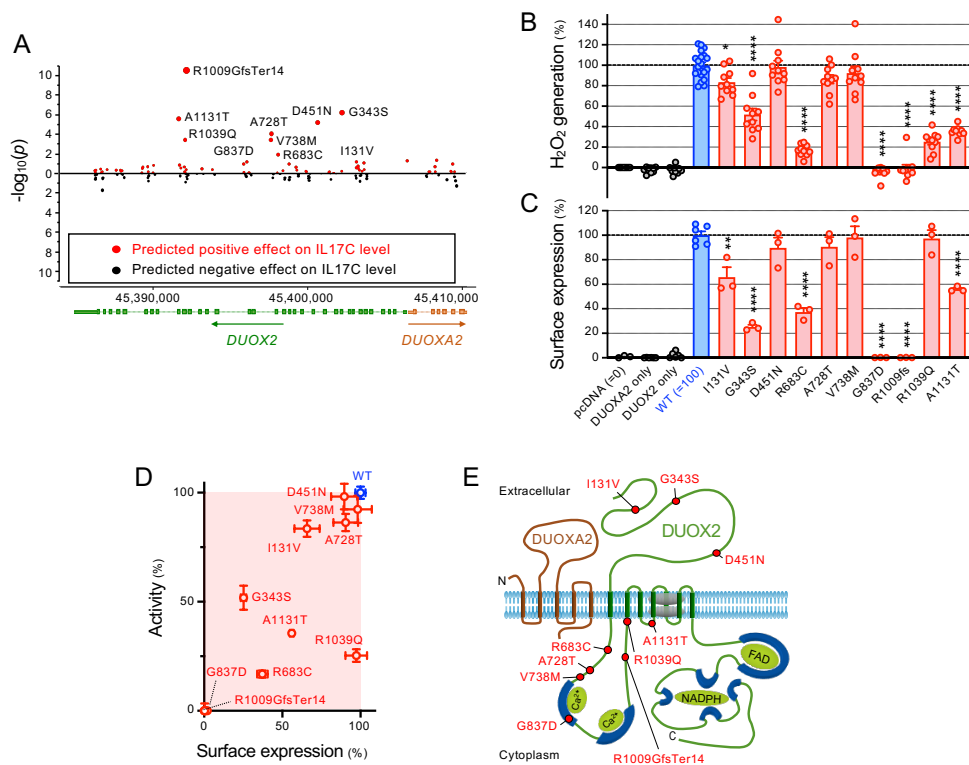 A
-log10(p)
10
8
6
4
2
0
2
4
6
6
8
10
R1009GfsTer14
A1131T
R1039Q
G837D
A728T
V738M
R683C
D451N
G343S
I131V
Predicted positive effect on IL17C level
Predicted negative effect on IL17C level
45,390,000
45,400,000
45,410,000
DUOX2
DUOXA2
B
H2O2 generation (%)
140
120
100
80
60
40
20
0
*
****
****
****
****
****
****
C
Surface expression (%)
120
100
80
60
40
20
0
**
****
****
****
****
****
pcDNA (=0)
DUOXA2 only
DUOX2 only
WT (=100)
I131V
G343S
D451N
R683C
A728T
V738M
G837D
R1009fs
R1039Q
A1131T
D
Activity (%)
100
50
0
WT
D451N
V738M
A728T
I131V
G343S
A1131T
R1039Q
G837D
R683C
R1009GfsTer14
0
50
100
Surface expression (%)
E
Extracellular
I131V
G343S
DUOXA2
DUOX2
D451N
N
A1131T
R683C
R1039Q
A728T
V738M
FAD
NADPH
Ca2+
Ca2+
G837D
C
Cytoplasm
R1009GfsTer14